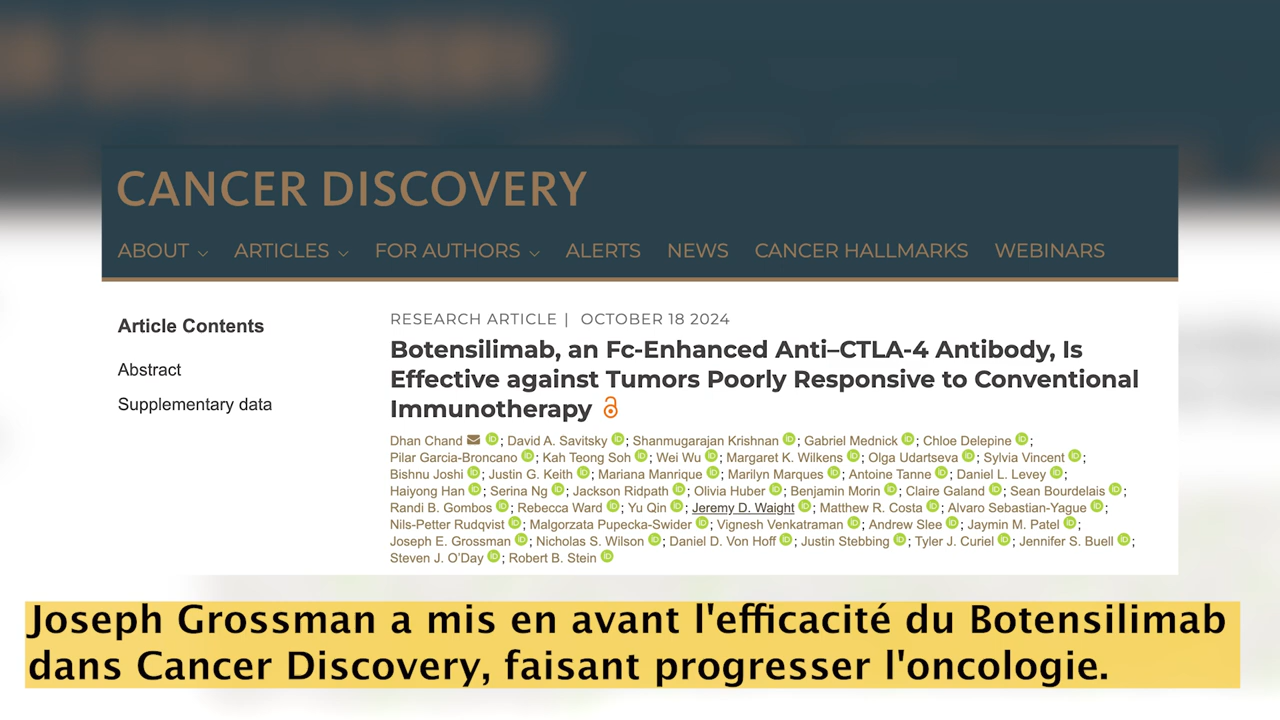 CANCER DISCOVERY
ABOUT ARTICLES FOR AUTHORS ALERTS NEWS CANCER HALLMARKS WEBINARS
Article Contents
Abstract
Supplementary data
RESEARCH ARTICLE | OCTOBER 18 2024
Botensilimab, an Fc-Enhanced Anti–CTLA-4 Antibody, Is
Effective against Tumors Poorly Responsive to Conventional
Immunotherapy
Dhan Chand ; David A. Savitsky ; Shanmugarajan Krishnan ; Gabriel Mednick ; Chloe Delepine ;
Pilar Garcia-Broncano ; Kah Teong Soh ; Wei Wu ; Margaret K. Wilkens ; Olga Udartseva ; Sylvia Vincent ;
Bishnu Joshi ; Justin G. Keith ; Mariana Manrique ; Marilyn Marques ; Antoine Tanne ; Daniel L. Levey ;
Haiyong Han ; Serina Ng ; Jackson Ridpath ; Olivia Huber ; Benjamin Morin ; Claire Galand ; Sean Bourdelais ;
Randi B. Gombos ; Rebecca Ward ; Yu Qin ; Jeremy D. Waight ; Matthew R. Costa ; Alvaro Sebastian-Yague ;
Nils-Petter Rudqvist ; Malgorzata Pupecka-Swider ; Vignesh Venkatraman ; Andrew Slee ; Jaymin M. Patel ;
Joseph E. Grossman ; Nicholas S. Wilson ; Daniel D. Von Hoff ; Justin Stebbing ; Tyler J. Curiel ; Jennifer S. Buell ;
Steven J. O'Day ; Robert B. Stein
Joseph Grossman a mis en avant l'efficacité du Botensilimab
dans Cancer Discovery, faisant progresser l'oncologie.